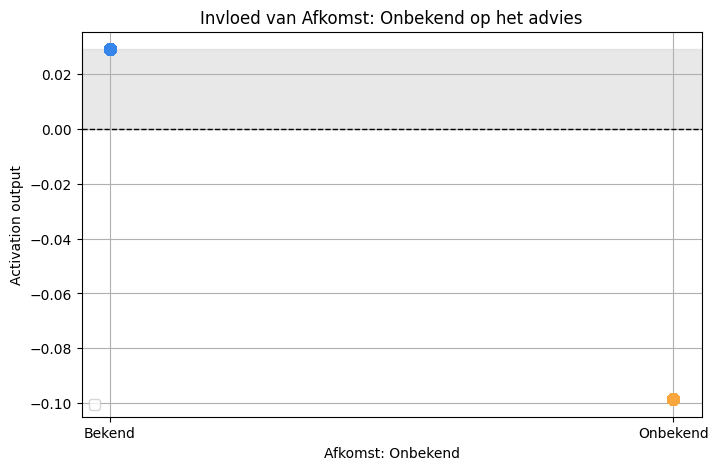 Invloed van Afkomst: Onbekend op het advies
0.02
0.00
−0.02
−0.04
−0.06
−0.08
−0.10
Activation output
Bekend
Onbekend
Afkomst: Onbekend